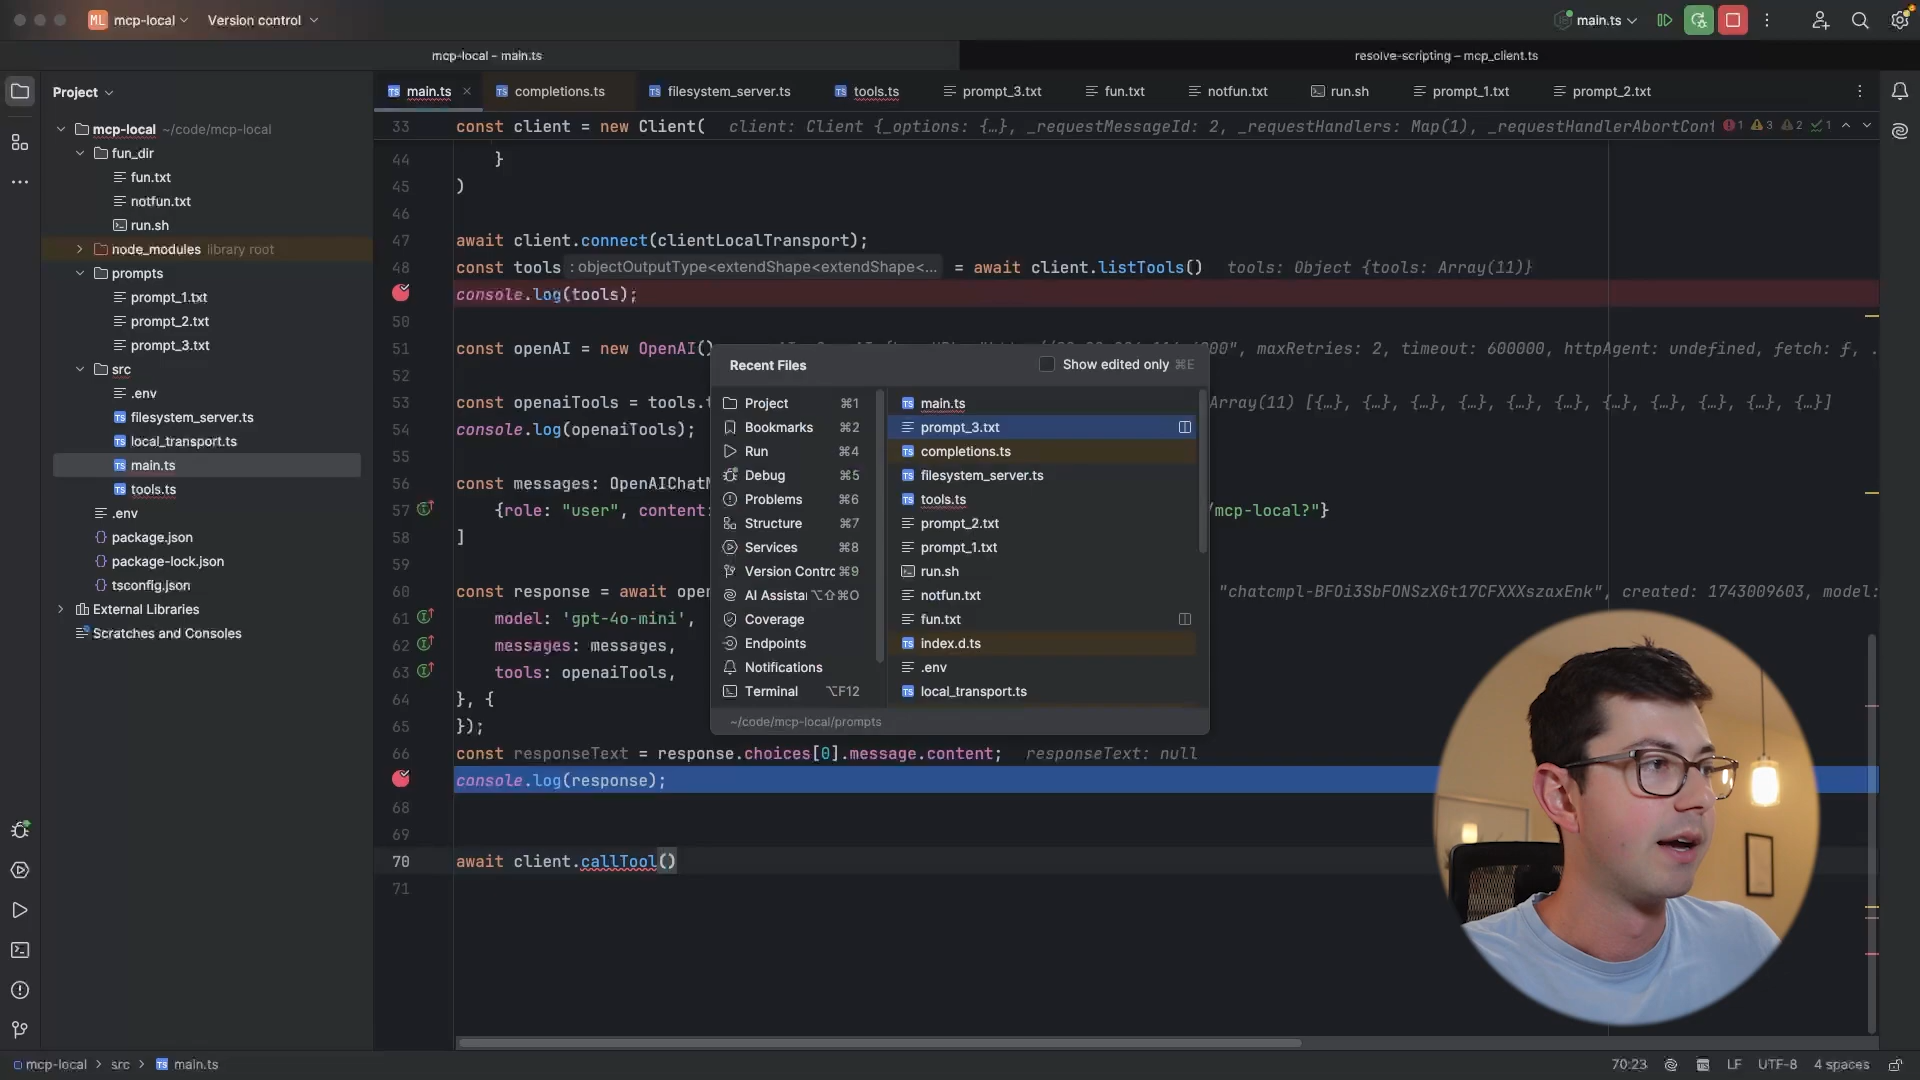 ML mcp-local Version control main.ts
mcp-local – main.ts
resolve-scripting – mcp_client.ts
Project
main.ts completions.ts filesystem_server.ts tools.ts prompt_3.txt fun.txt notfun.txt run.sh prompt_1.txt prompt_2.txt
mcp-local ~/code/mcp-local
fun_dir
fun.txt
notfun.txt
run.sh
node_modules library root
prompts
prompt_1.txt
prompt_2.txt
prompt_3.txt
src
.env
filesystem_server.ts
local_transport.ts
main.ts
tools.ts
.env
package.json
package-lock.json
tsconfig.json
External Libraries
Scratches and Consoles
33 const client = new Client( client: Client {_options: {…}, _requestMessageId: 2, _requestHandlers: Map(1), _requestHandlerAbortCont 1 3 2 1
44 }
45 )
46
47 await client.connect(clientLocalTransport);
48 const tools : objectOutputType<extendShape<extendShape<... = await client.listTools() tools: Object {tools: Array(11)}
console.log(tools);
50
51 const openAI = new OpenAI() maxRetries: 2, timeout: 600000, httpAgent: undefined, fetch: ƒ, .
52
53 const openaiTools = tools.t Array(11) [{…}, {…}, {…}, {…}, {…}, {…}, {…}, {…}, {…}, {…}, {…}]
54 console.log(openaiTools);
55
56 const messages: OpenAIChatM
57 {role: "user", content: /mcp-local?"}
58 ]
59
60 const response = await open "chatcmpl-BFOi3SbFONSzXGt17CFXXXszaxEnk", created: 1743009603, model:
61 model: 'gpt-4o-mini',
62 messages: messages,
63 tools: openaiTools,
64 }, {
65 });
66 const responseText = response.choices[0].message.content; responseText: null
console.log(response);
68
69
70 await client.callTool()
71
Recent Files Show edited only ⌘E
Project ⌘1
Bookmarks ⌘2
Run ⌘4
Debug ⌘5
Problems ⌘6
Structure ⌘7
Services ⌘8
Version Contro ⌘9
AI Assista ⌥⇧⌘O
Coverage
Endpoints
Notifications
Terminal ⌥F12
main.ts
prompt_3.txt
completions.ts
filesystem_server.ts
tools.ts
prompt_2.txt
prompt_1.txt
run.sh
notfun.txt
fun.txt
index.d.ts
.env
local_transport.ts
~/code/mcp-local/prompts
mcp-local > src > main.ts
70:23 LF UTF-8 4 spaces